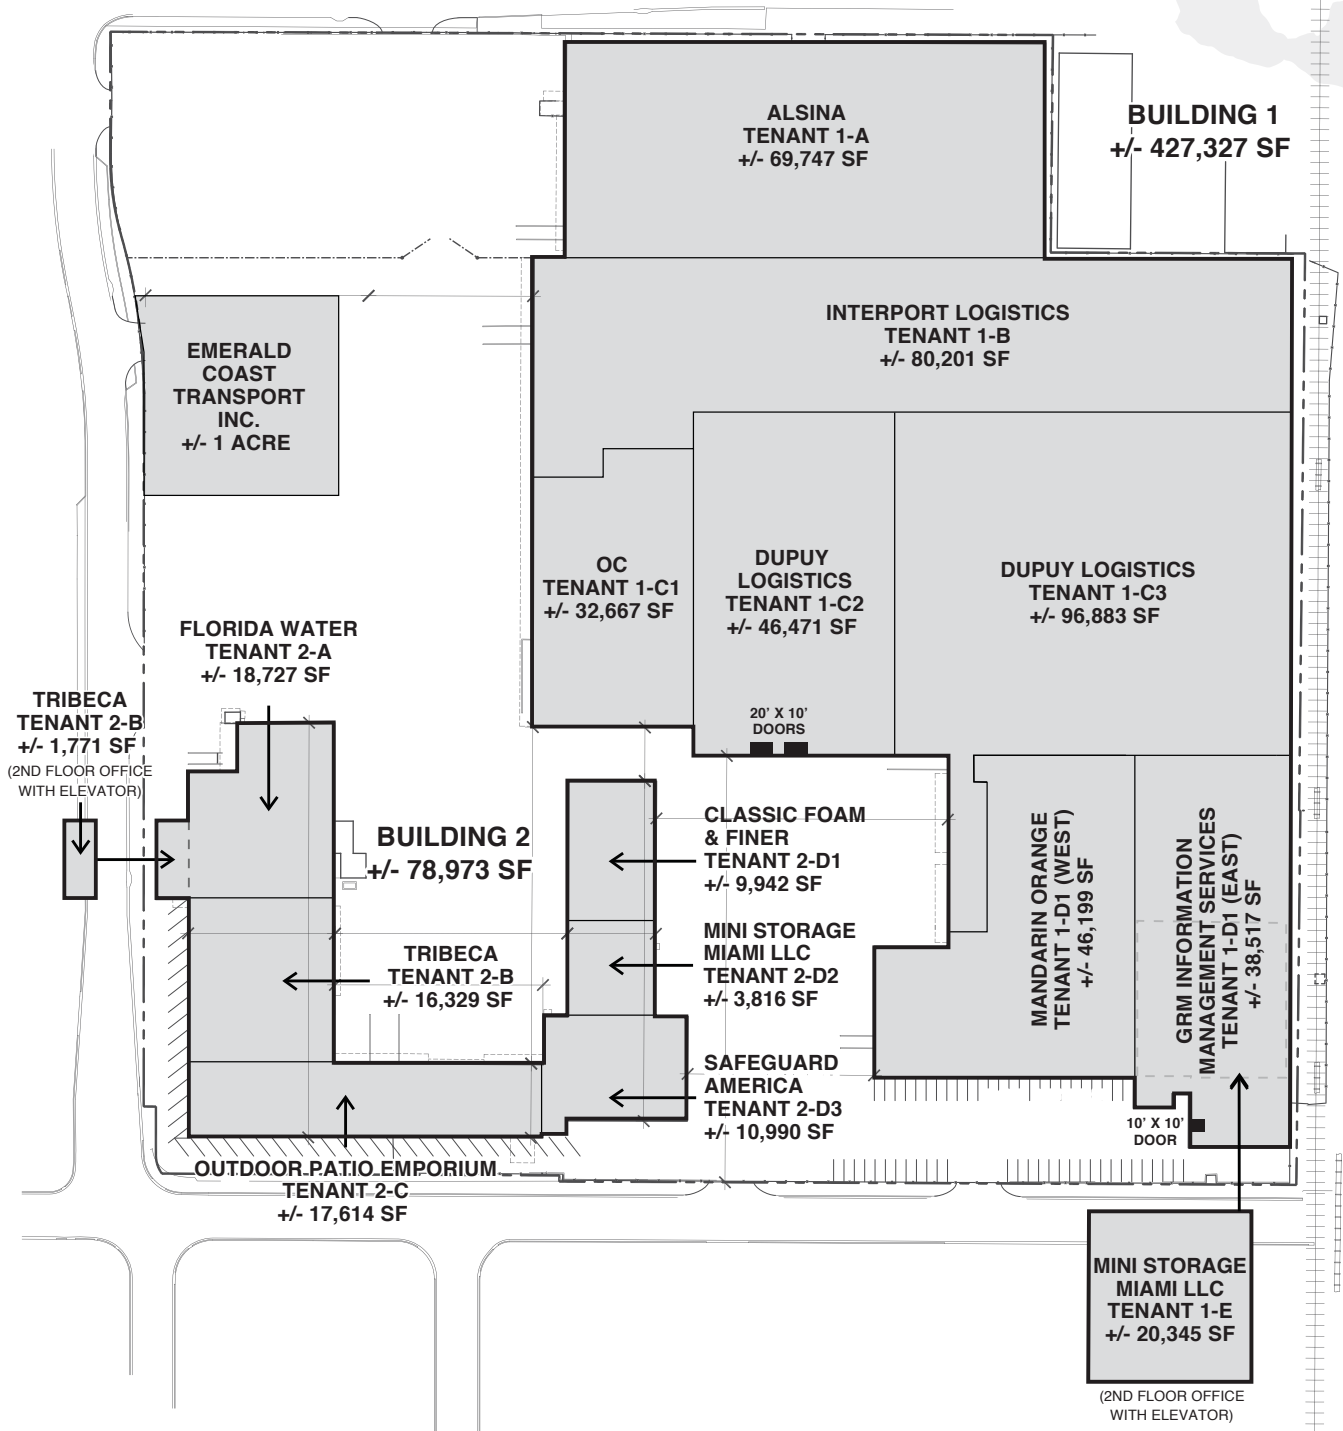 ALSINA
TENANT 1-A
+/- 69,747 SF
BUILDING 1
+/- 427,327 SF
INTERPORT LOGISTICS
TENANT 1-B
+/- 80,201 SF
EMERALD
COAST
TRANSPORT
INC.
+/- 1 ACRE
OC
TENANT 1-C1
+/- 32,667 SF
DUPUY
LOGISTICS
TENANT 1-C2
+/- 46,471 SF
DUPUY LOGISTICS
TENANT 1-C3
+/- 96,883 SF
FLORIDA WATER
TENANT 2-A
+/- 18,727 SF
TRIBECA
TENANT 2-B
+/- 1,771 SF
(2ND FLOOR OFFICE
WITH ELEVATOR)
20' X 10'
DOORS
BUILDING 2
+/- 78,973 SF
CLASSIC FOAM
& FINER
TENANT 2-D1
+/- 9,942 SF
MINI STORAGE
MIAMI LLC
TENANT 2-D2
+/- 3,816 SF
TRIBECA
TENANT 2-B
+/- 16,329 SF
SAFEGUARD
AMERICA
TENANT 2-D3
+/- 10,990 SF
MANDARIN ORANGE
TENANT 1-D1 (WEST)
+/- 46,199 SF
GRM INFORMATION
MANAGEMENT SERVICES
TENANT 1-D1 (EAST)
+/- 38,517 SF
10' X 10'
DOOR
OUTDOOR PATIO EMPORIUM
TENANT 2-C
+/- 17,614 SF
MINI STORAGE
MIAMI LLC
TENANT 1-E
+/- 20,345 SF
(2ND FLOOR OFFICE
WITH ELEVATOR)